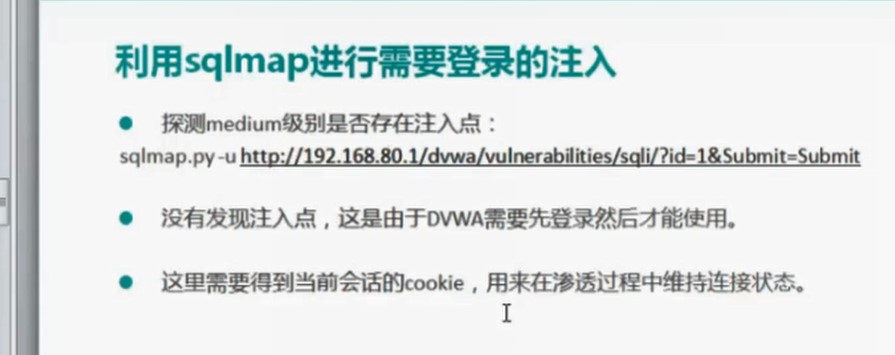 利用sqlmap进行需要登录的注入
● 探测medium级别是否存在注入点：
sqlmap.py -u http://192.168.80.1/dvwa/vulnerabilities/sqli/?id=1&Submit=Submit
● 没有发现注入点，这是由于DVWA需要先登录然后才能使用。
● 这里需要得到当前会话的cookie，用来在渗透过程中维持连接状态。